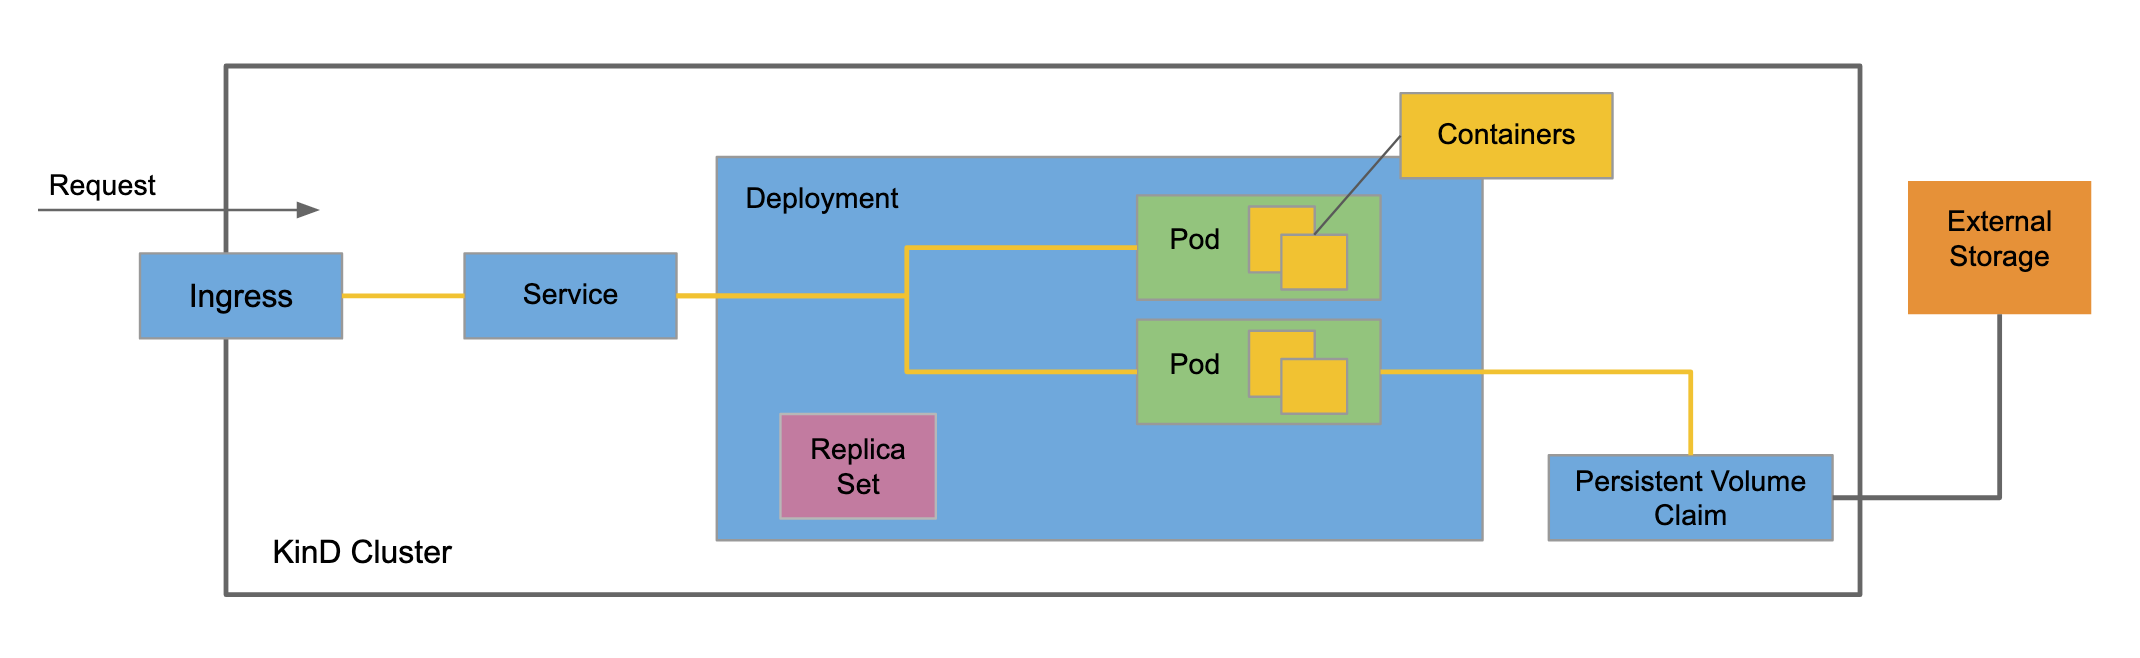 Request
Ingress
Service
Deployment
Pod
Pod
Containers
Replica
Set
External
Storage
Persistent Volume
Claim
KinD Cluster